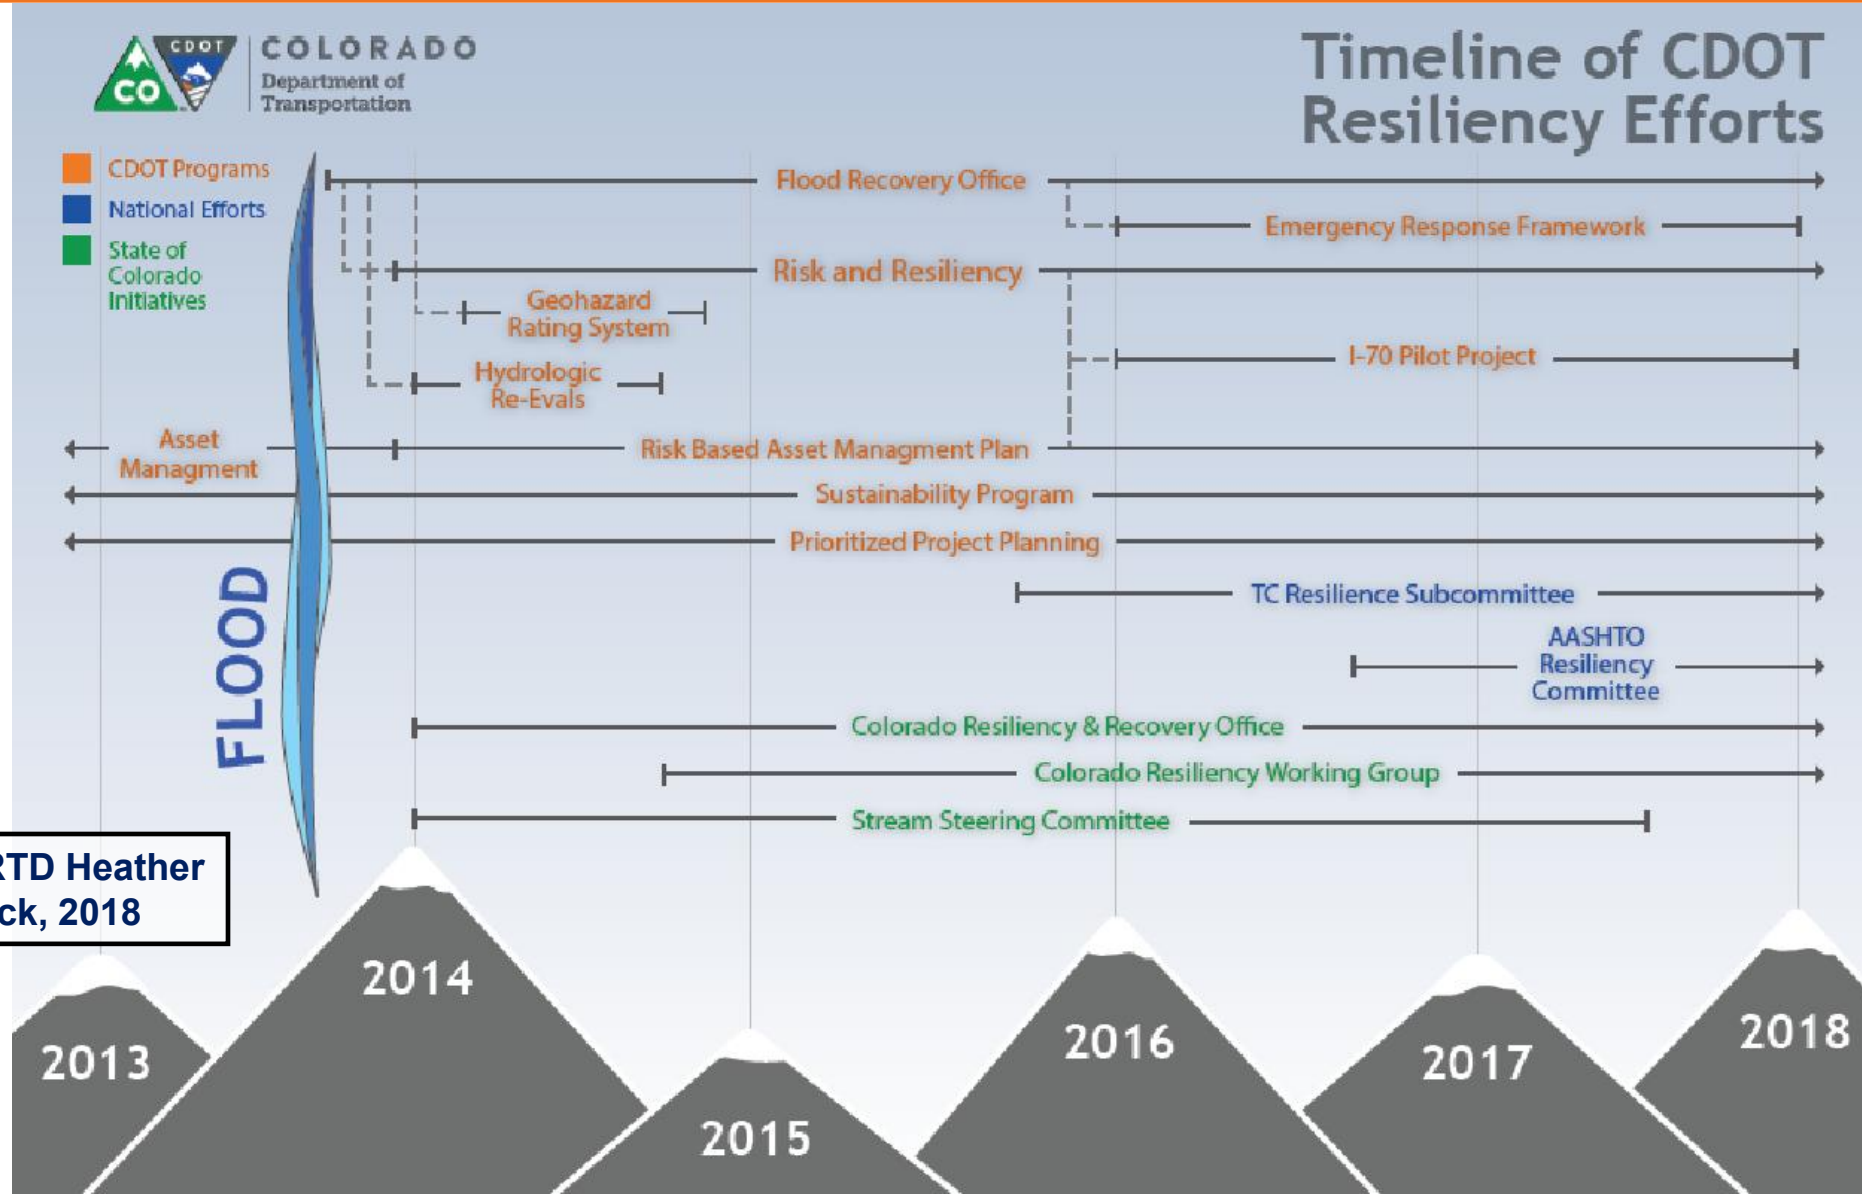 CDOT
CO
COLORADO
Department of
Transportation
Timeline of CDOT
Resiliency Efforts
CDOT Programs
National Efforts
State of
Colorado
Initiatives
Flood Recovery Office
Emergency Response Framework
Risk and Resiliency
Geohazard
Rating System
I-70 Pilot Project
Hydrologic
Re-Evals
Asset
Managment
Risk Based Asset Managment Plan
Sustainability Program
Prioritized Project Planning
FLOOD
TC Resilience Subcommittee
AASHTO
Resiliency
Committee
Colorado Resiliency & Recovery Office
Colorado Resiliency Working Group
Stream Steering Committee
RTD Heather
ck, 2018
2013
2014
2015
2016
2017
2018